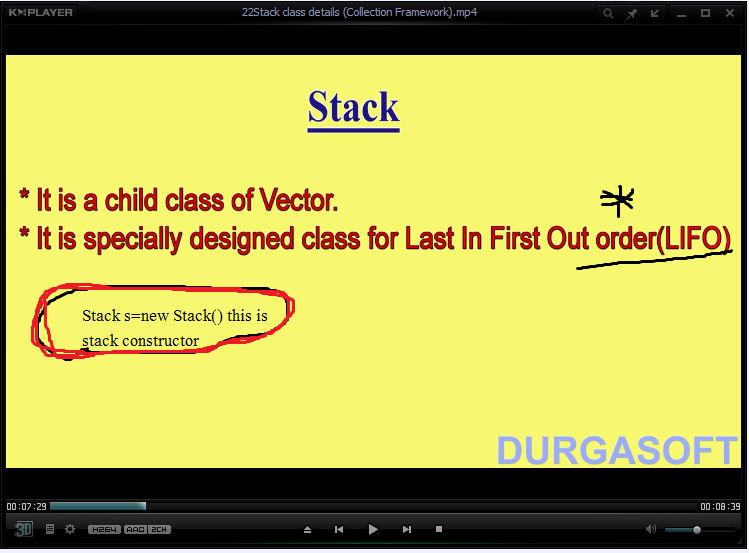 KMPLAYER
22Stack class details (Collection Framework).mp4
Stack
* It is a child class of Vector.
* It is specially designed class for Last In First Out order(LIFO)
Stack s=new Stack() this is
stack constructor
DURGASOFT
00:07:29
00:08:39
3D
H264 AAC 2CH